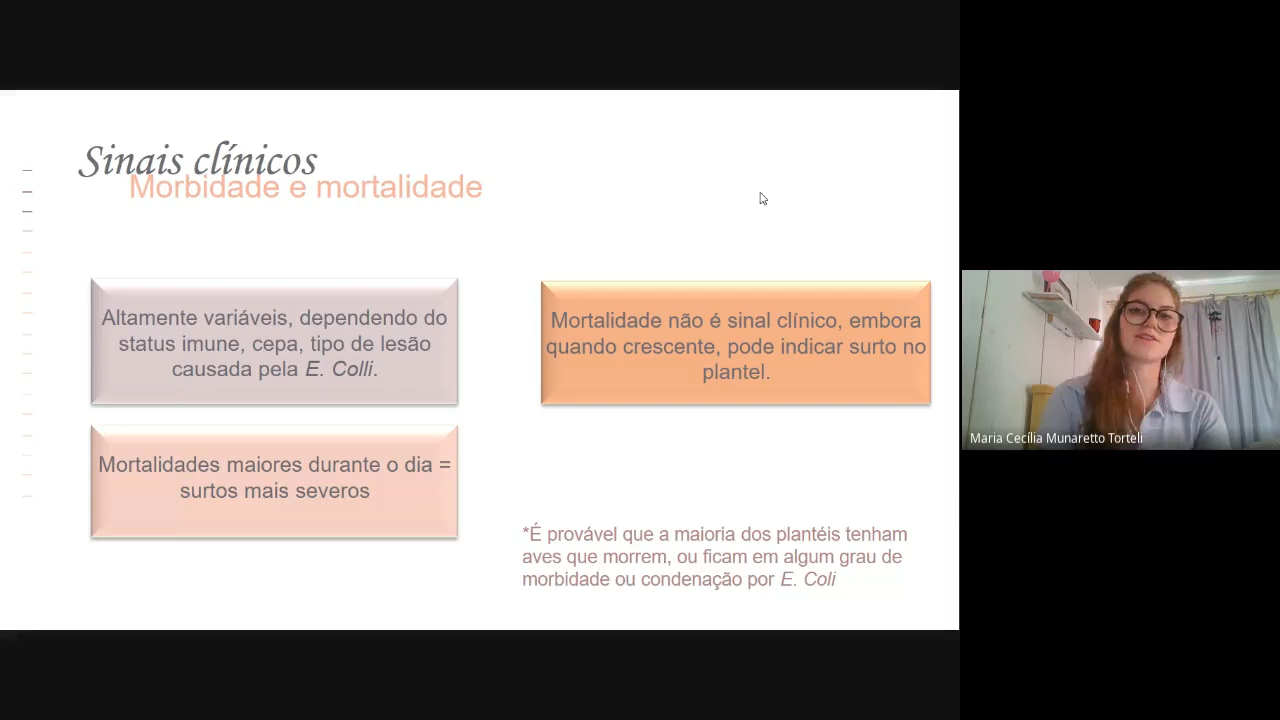 Sinais clínicos
Morbidade e mortalidade
Altamente variáveis, dependendo do
status imune, cepa, tipo de lesão
causada pela E. Colli.
Mortalidade não é sinal clínico, embora
quando crescente, pode indicar surto no
plantel.
Mortalidades maiores durante o dia =
surtos mais severos
*É provável que a maioria dos plantéis tenham
aves que morrem, ou ficam em algum grau de
morbidade ou condenação por E. Coli
Maria Cecília Munaretto Torteli